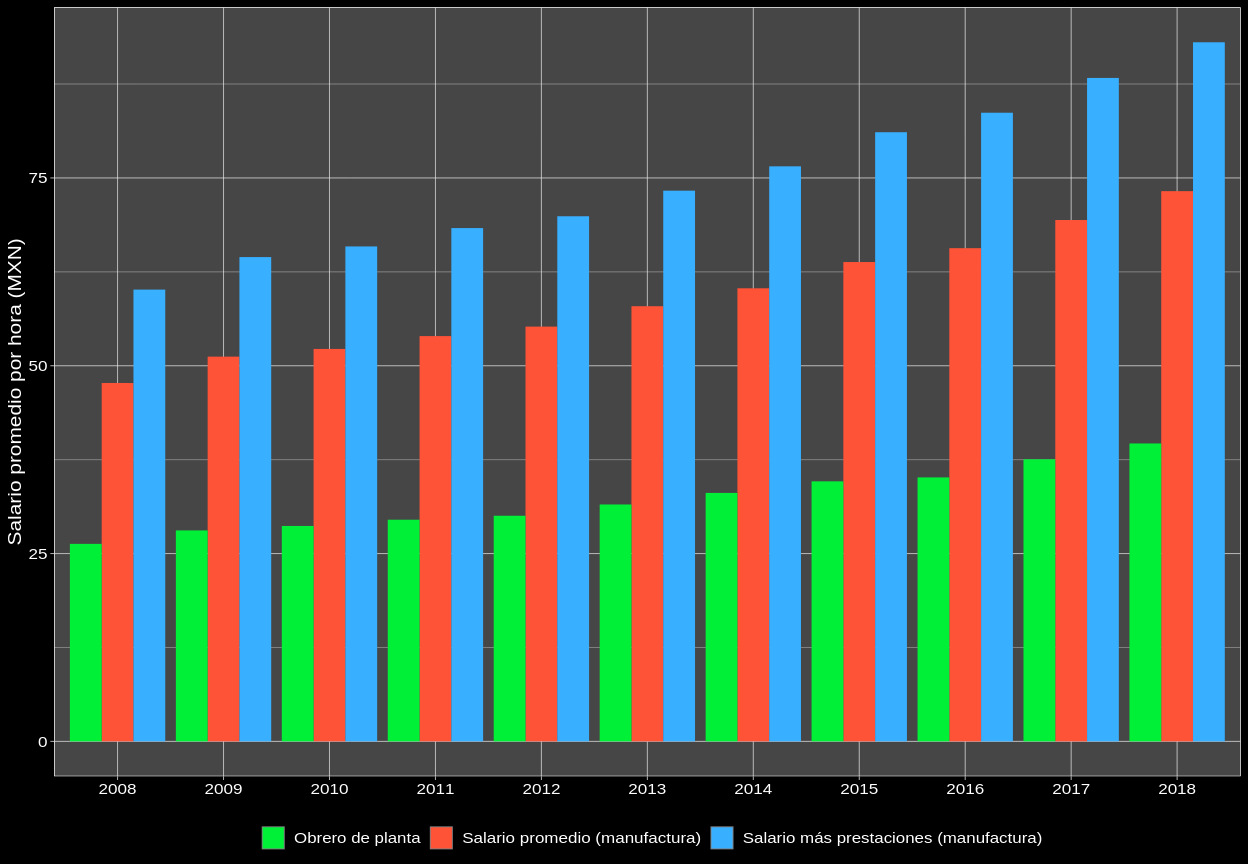 Salario promedio por hora (MXN)
75
50
25
0
2008 2009 2010 2011 2012 2013 2014 2015 2016 2017 2018
Obrero de planta Salario promedio (manufactura) Salario más prestaciones (manufactura)